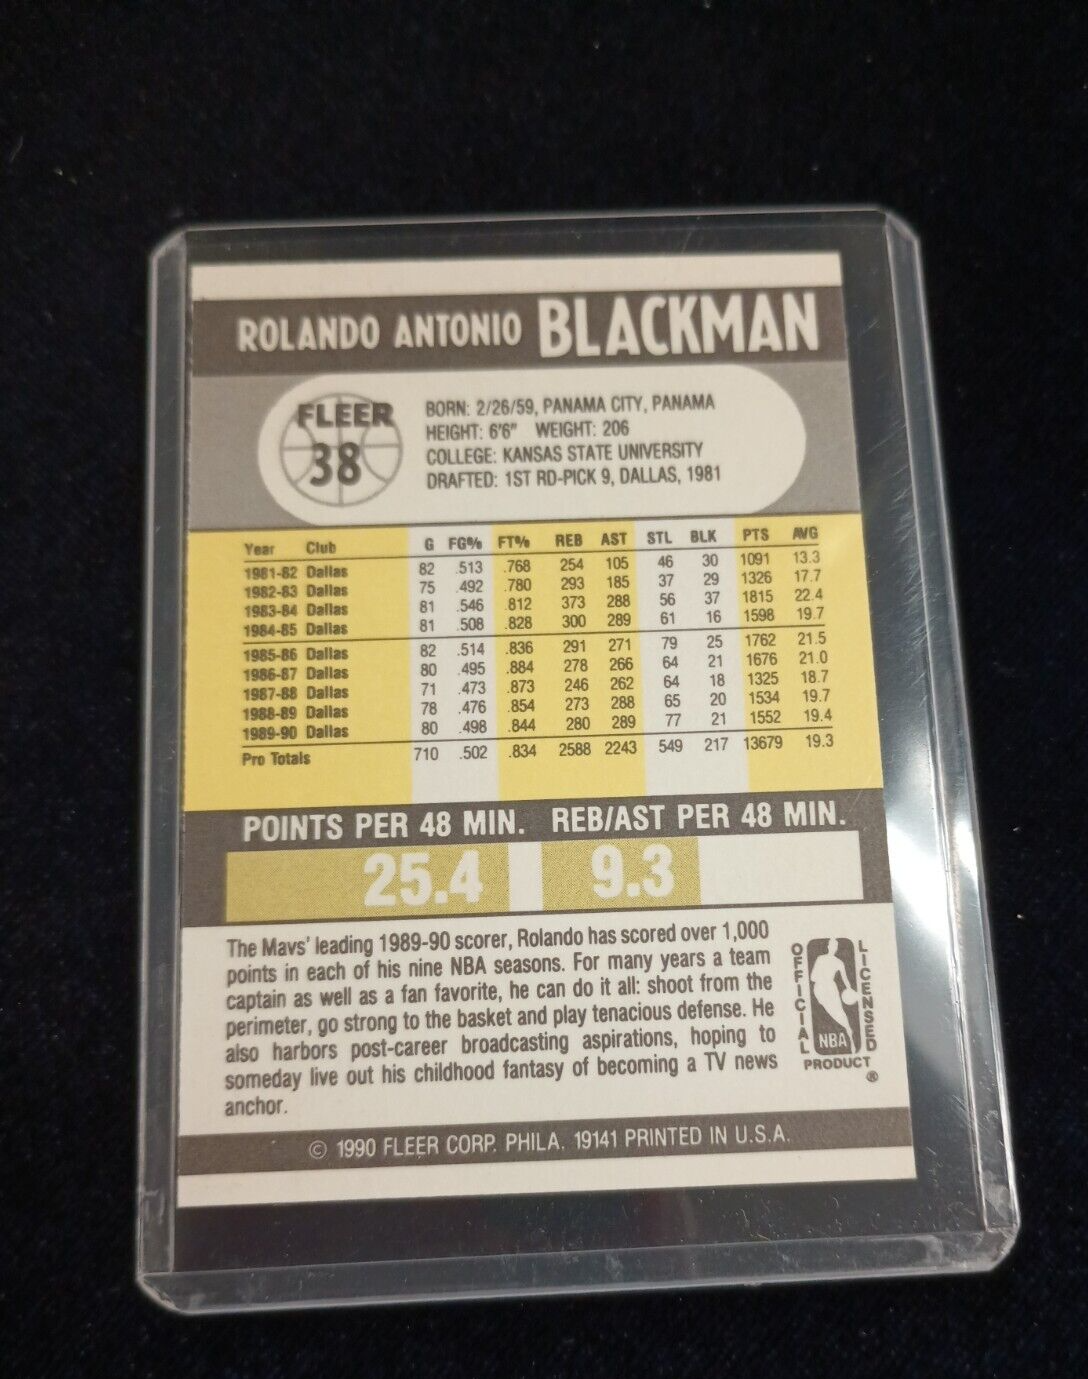 ROLANDO ANTONIO BLACKMAN
FLEER
38
BORN: 2/26/59, PANAMA CITY, PANAMA
HEIGHT: 6'6" WEIGHT: 206
COLLEGE: KANSAS STATE UNIVERSITY
DRAFTED: 1ST RD-PICK 9, DALLAS, 1981
Year Club G FG% FT% REB AST STL BLK PTS AVG
1981-82 Dallas 82 .513 .768 254 105 46 30 1091 13.3
1982-83 Dallas 75 .492 .780 293 185 37 29 1326 17.7
1983-84 Dallas 81 .546 .812 373 288 56 37 1815 22.4
1984-85 Dallas 81 .508 .828 300 289 61 16 1598 19.7
1985-86 Dallas 82 .514 .836 291 271 79 25 1762 21.5
1986-87 Dallas 80 .495 .884 278 266 64 21 1676 21.0
1987-88 Dallas 71 .473 .873 246 262 64 18 1325 18.7
1988-89 Dallas 78 .476 .854 273 288 65 20 1534 19.7
1989-90 Dallas 80 .498 .844 280 289 77 21 1552 19.4
Pro Totals 710 .502 .834 2588 2243 549 217 13679 19.3
POINTS PER 48 MIN. REB/AST PER 48 MIN.
25.4 9.3
The Mavs' leading 1989-90 scorer, Rolando has scored over 1,000
points in each of his nine NBA seasons. For many years a team
captain as well as a fan favorite, he can do it all: shoot from the
perimeter, go strong to the basket and play tenacious defense. He
also harbors post-career broadcasting aspirations, hoping to
someday live out his childhood fantasy of becoming a TV news
anchor.
OFFICIAL
LICENSED
NBA
PRODUCT
®
© 1990 FLEER CORP. PHILA. 19141 PRINTED IN U.S.A.